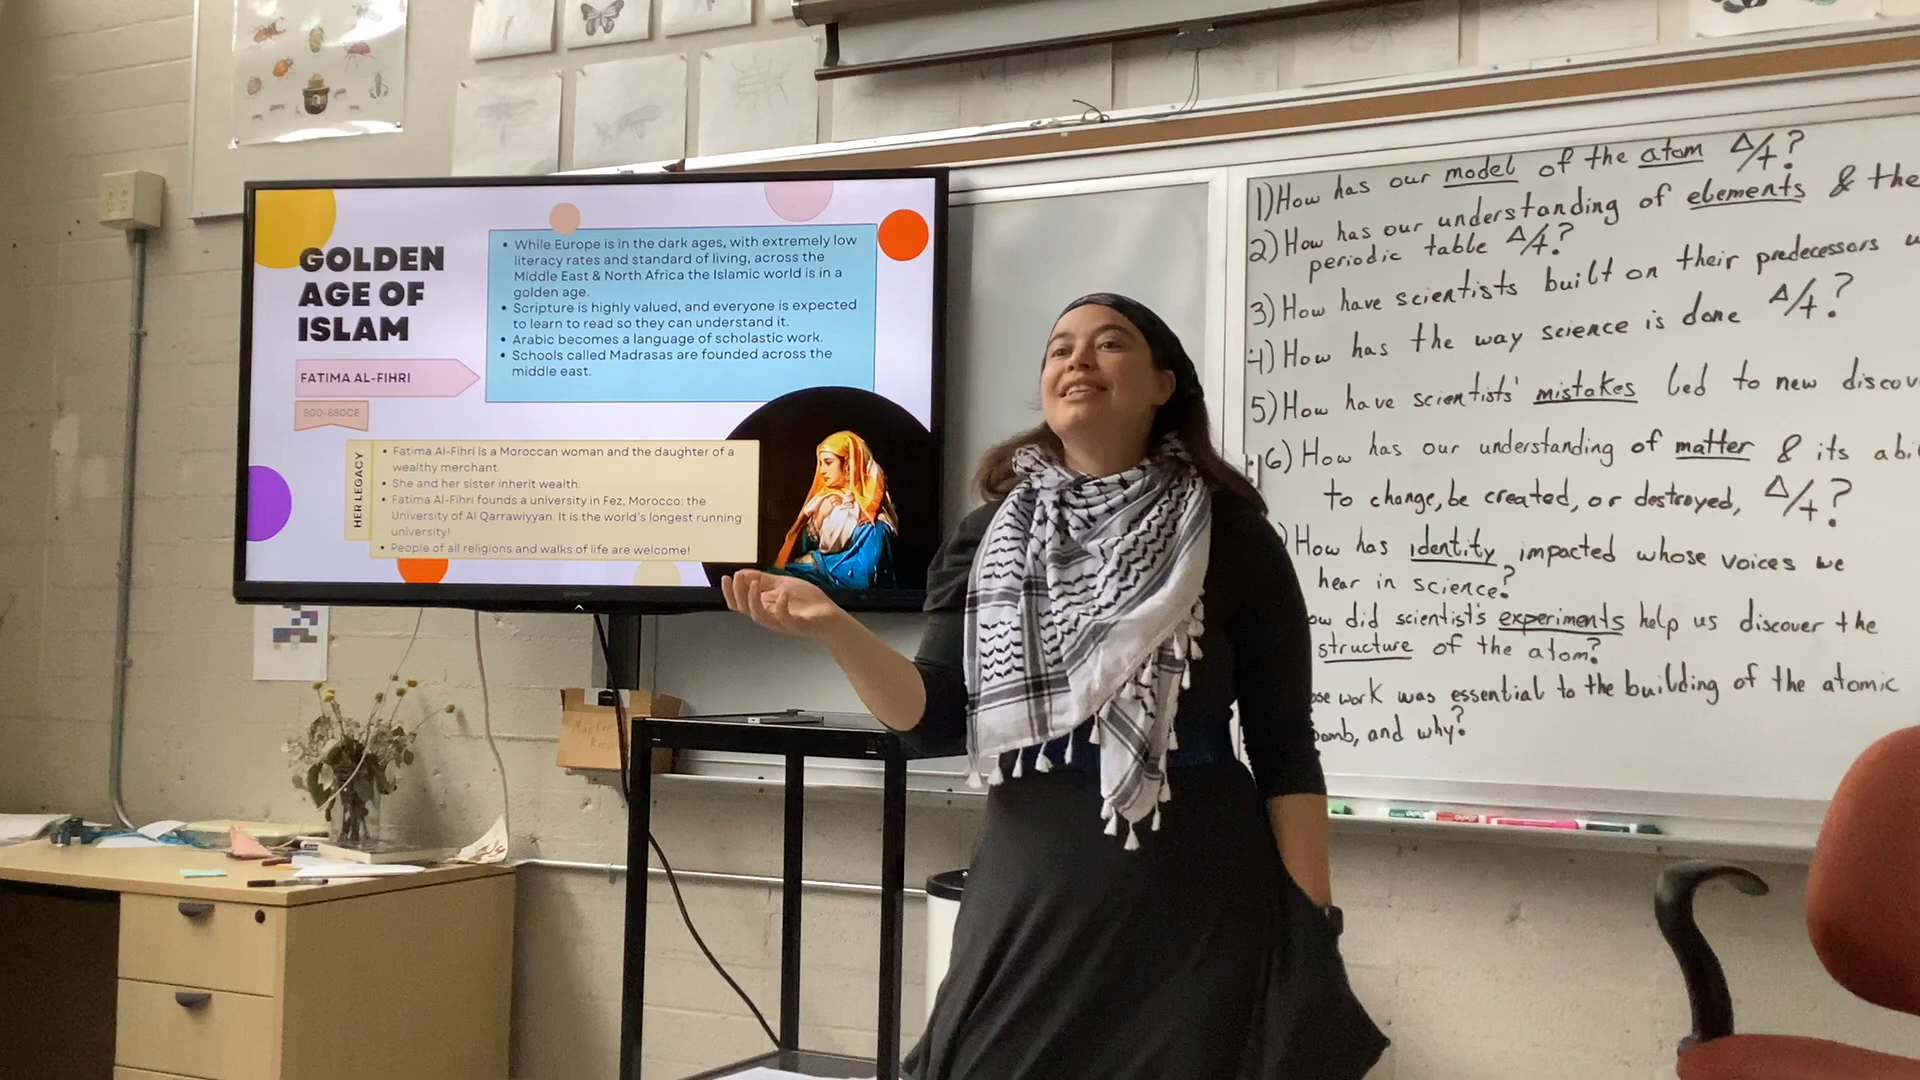 GOLDEN
AGE OF
ISLAM
FATIMA AL-FIHRI
800-880CE
• While Europe is in the dark ages, with extremely low
literacy rates and standard of living, across the
Middle East & North Africa the Islamic world is in a
golden age.
• Scripture is highly valued, and everyone is expected
to learn to read so they can understand it.
• Arabic becomes a language of scholastic work.
• Schools called Madrasas are founded across the
middle east.
HER LEGACY
• Fatima Al-Fihri is a Moroccan woman and the daughter of a
wealthy merchant.
• She and her sister inherit wealth.
• Fatima Al-Fihri founds a university in Fez, Morocco: the
University of Al Qarrawiyyan. It is the world's longest running
university!
• People of all religions and walks of life are welcome!
SHARP
1) How has our model of the atom Δ/t?
2) How has our understanding of elements & the
periodic table Δ/t?
3) How have scientists built on their predecessors
4) How has the way science is done Δ/t?
5) How have scientists' mistakes led to new discov
6) How has our understanding of matter & its abi
to change, be created, or destroyed, Δ/t?
) How has identity impacted whose voices we
hear in science?
ow did scientist's experiments help us discover the
structure of the atom?
ose work was essential to the building of the atomic
bomb, and why?